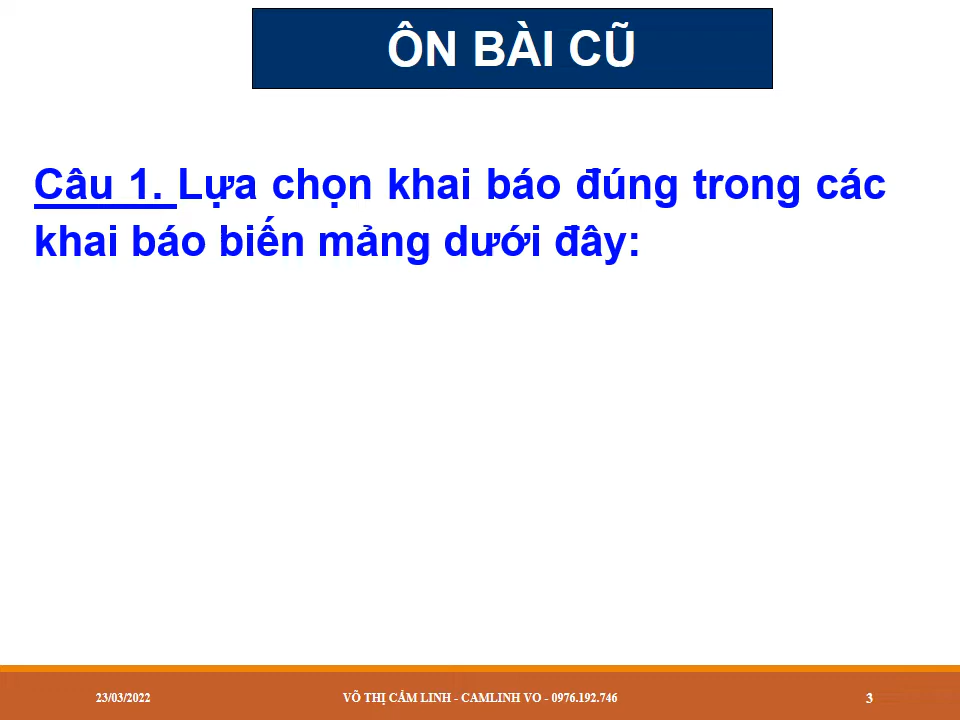 ÔN BÀI CŨ
Câu 1. Lựa chọn khai báo đúng trong các
khai báo biến mảng dưới đây:
23/03/2022
VÕ THỊ CẨM LINH - CAMLINH VO - 0976.192.746
3